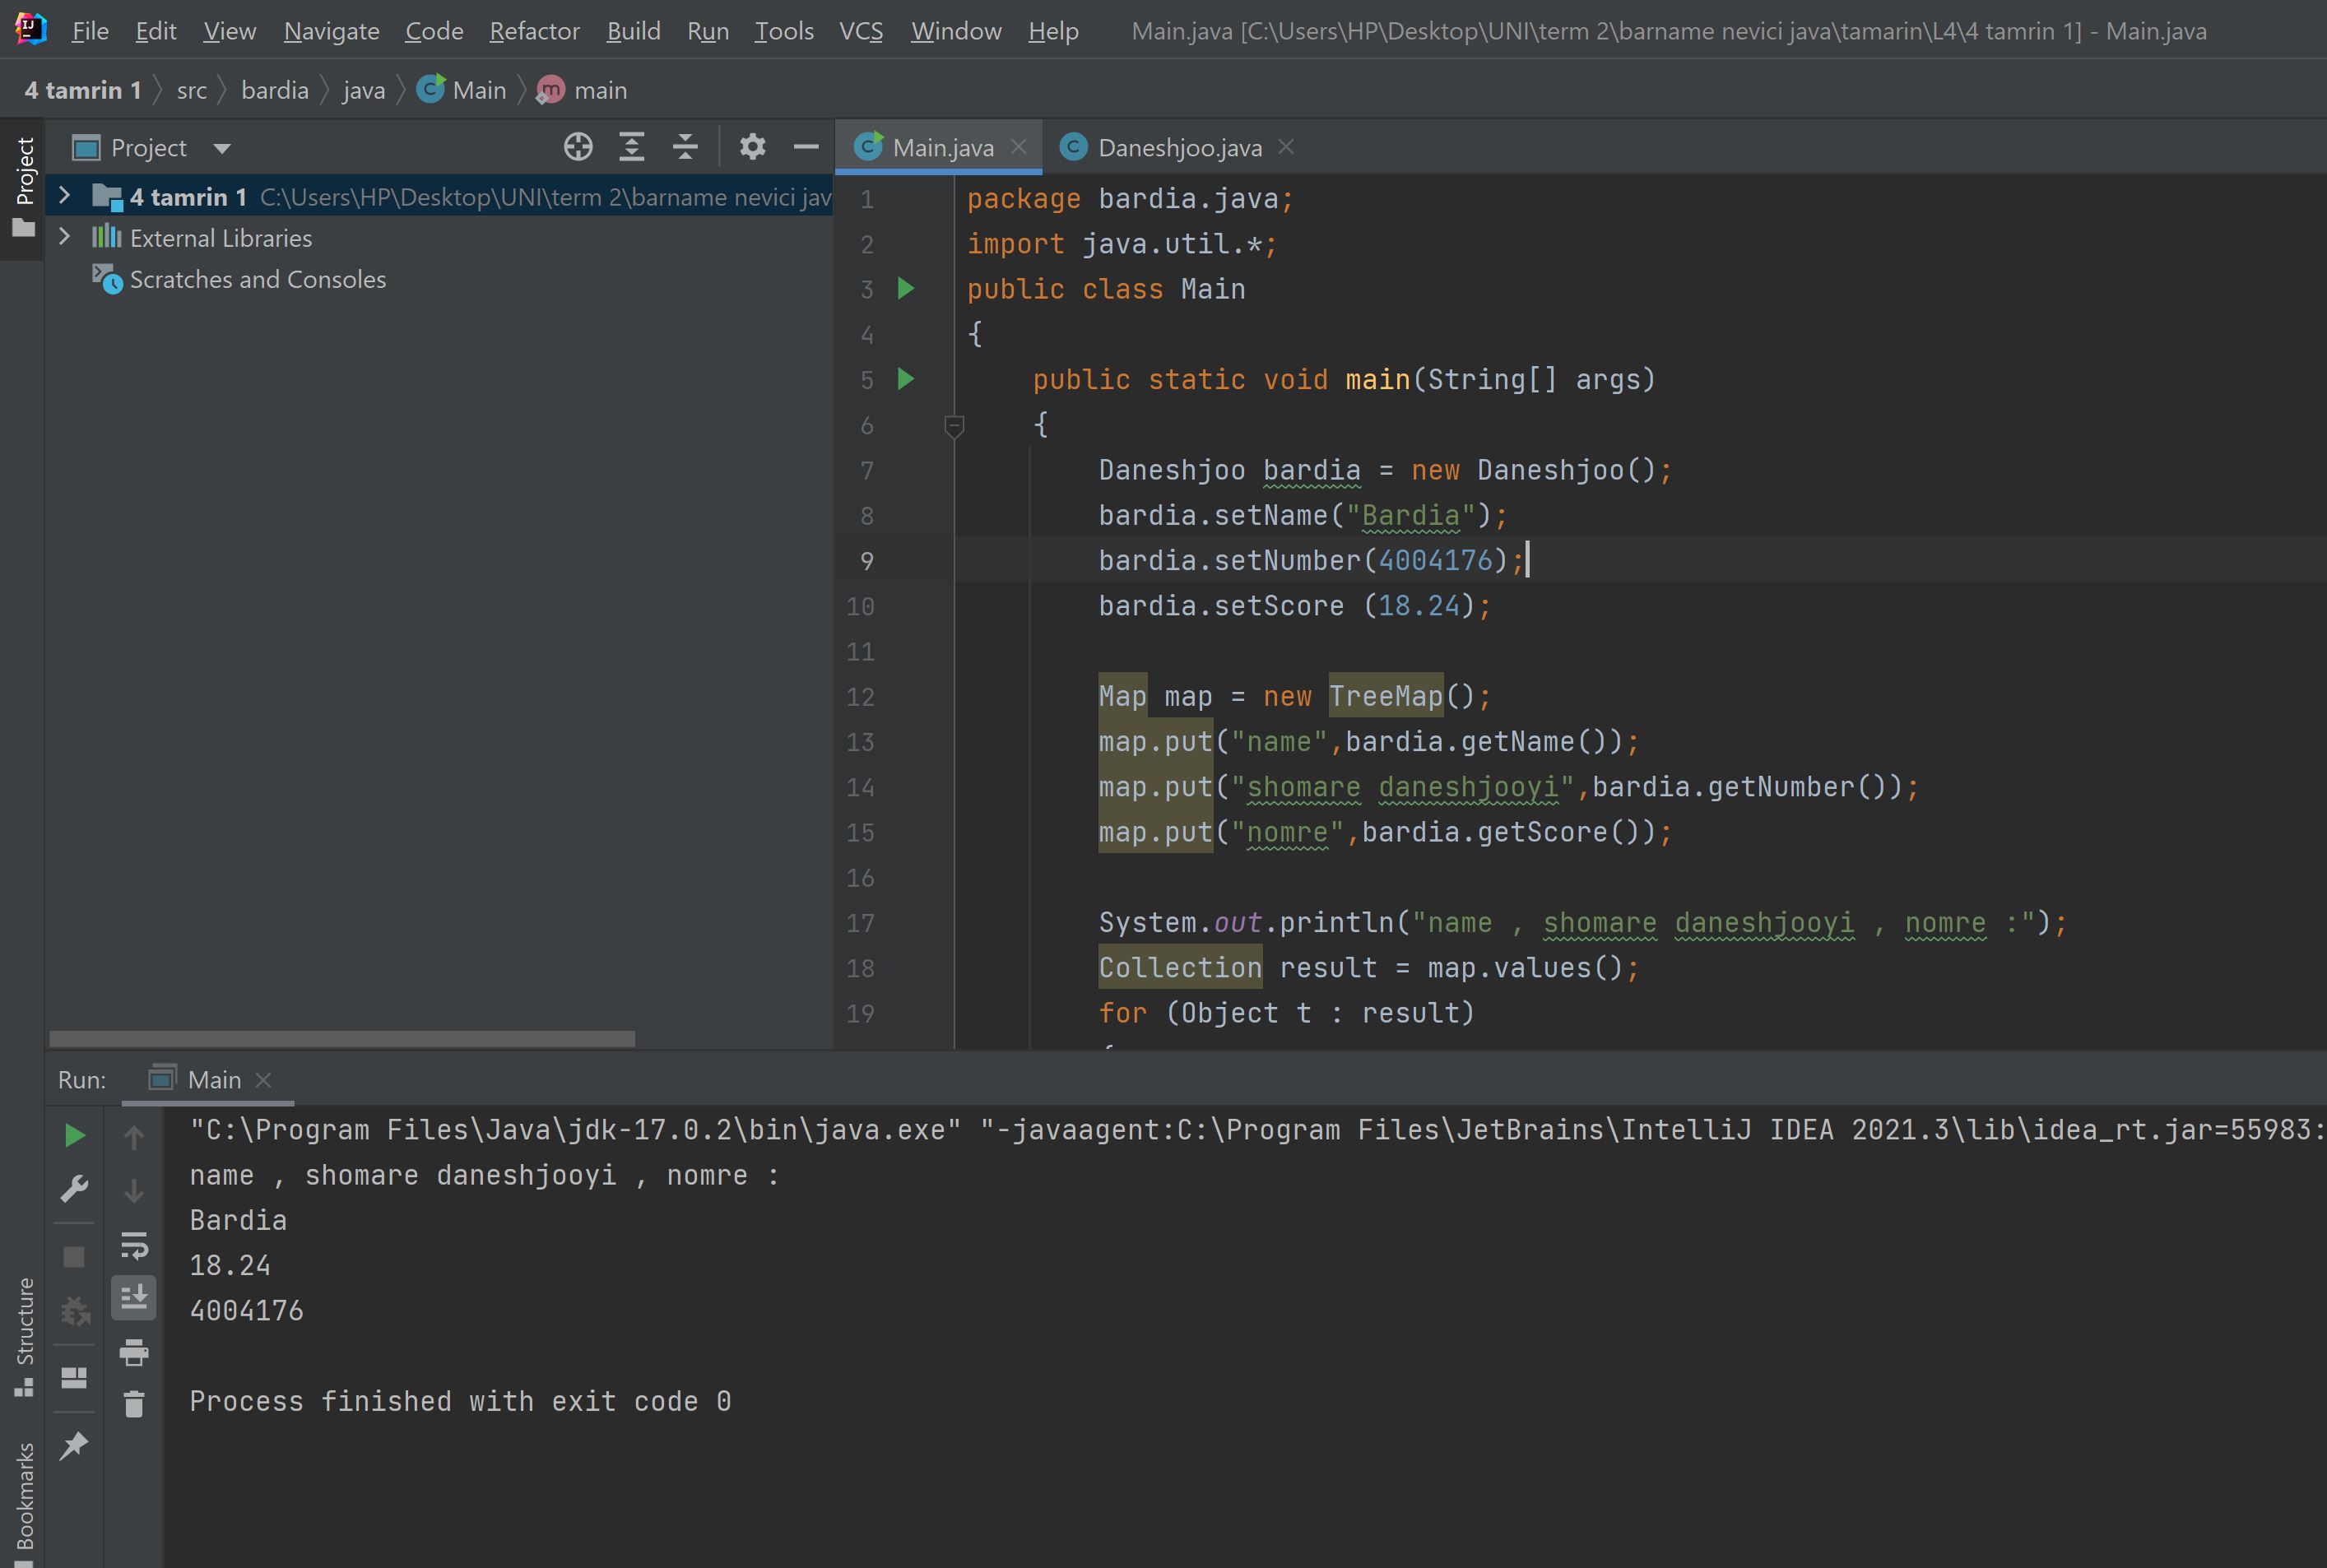 File Edit View Navigate Code Refactor Build Run Tools VCS Window Help Main.java [C:\Users\HP\Desktop\UNI\term 2\barname nevici java\tamarin\L4\4 tamrin 1] - Main.java
4 tamrin 1 src bardia java Main main
Project
Project
4 tamrin 1 C:\Users\HP\Desktop\UNI\term 2\barname nevici jav
External Libraries
Scratches and Consoles
Main.java Daneshjoo.java
1 package bardia.java;
2 import java.util.*;
3 public class Main
4 {
5 public static void main(String[] args)
6 {
7 Daneshjoo bardia = new Daneshjoo();
8 bardia.setName("Bardia");
9 bardia.setNumber(4004176);
10 bardia.setScore (18.24);
11
12 Map map = new TreeMap();
13 map.put("name",bardia.getName());
14 map.put("shomare daneshjooyi",bardia.getNumber());
15 map.put("nomre",bardia.getScore());
16
17 System.out.println("name , shomare daneshjooyi , nomre :");
18 Collection result = map.values();
19 for (Object t : result)
Run: Main
"C:\Program Files\Java\jdk-17.0.2\bin\java.exe" "-javaagent:C:\Program Files\JetBrains\IntelliJ IDEA 2021.3\lib\idea_rt.jar=55983:
name , shomare daneshjooyi , nomre :
Bardia
18.24
4004176
Process finished with exit code 0
Structure
Bookmarks